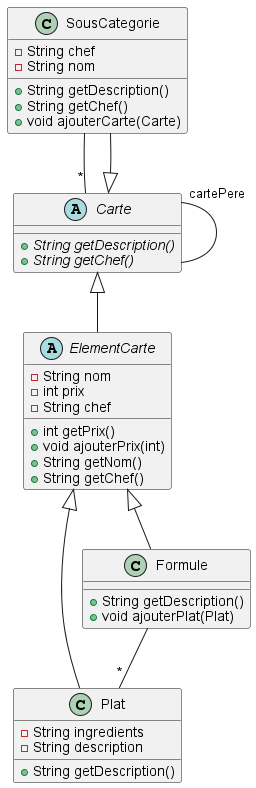 C SousCategorie
String chef
String nom
String getDescription()
String getChef()
void ajouterCarte(Carte)
*
cartePere
A Carte
String getDescription()
String getChef()
A ElementCarte
String nom
int prix
String chef
int getPrix()
void ajouterPrix(int)
String getNom()
String getChef()
C Formule
String getDescription()
void ajouterPlat(Plat)
*
C Plat
String ingredients
String description
String getDescription()